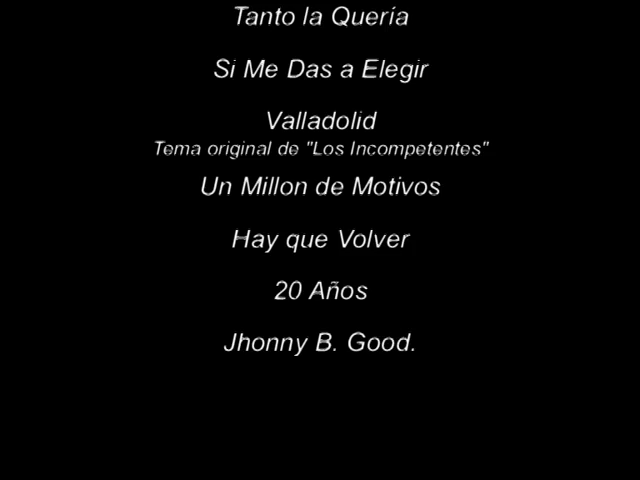 Tanto la Quería
Si Me Das a Elegir
Valladolid
Tema original de "Los Incompetentes"
Un Millon de Motivos
Hay que Volver
20 Años
Jhonny B. Good.